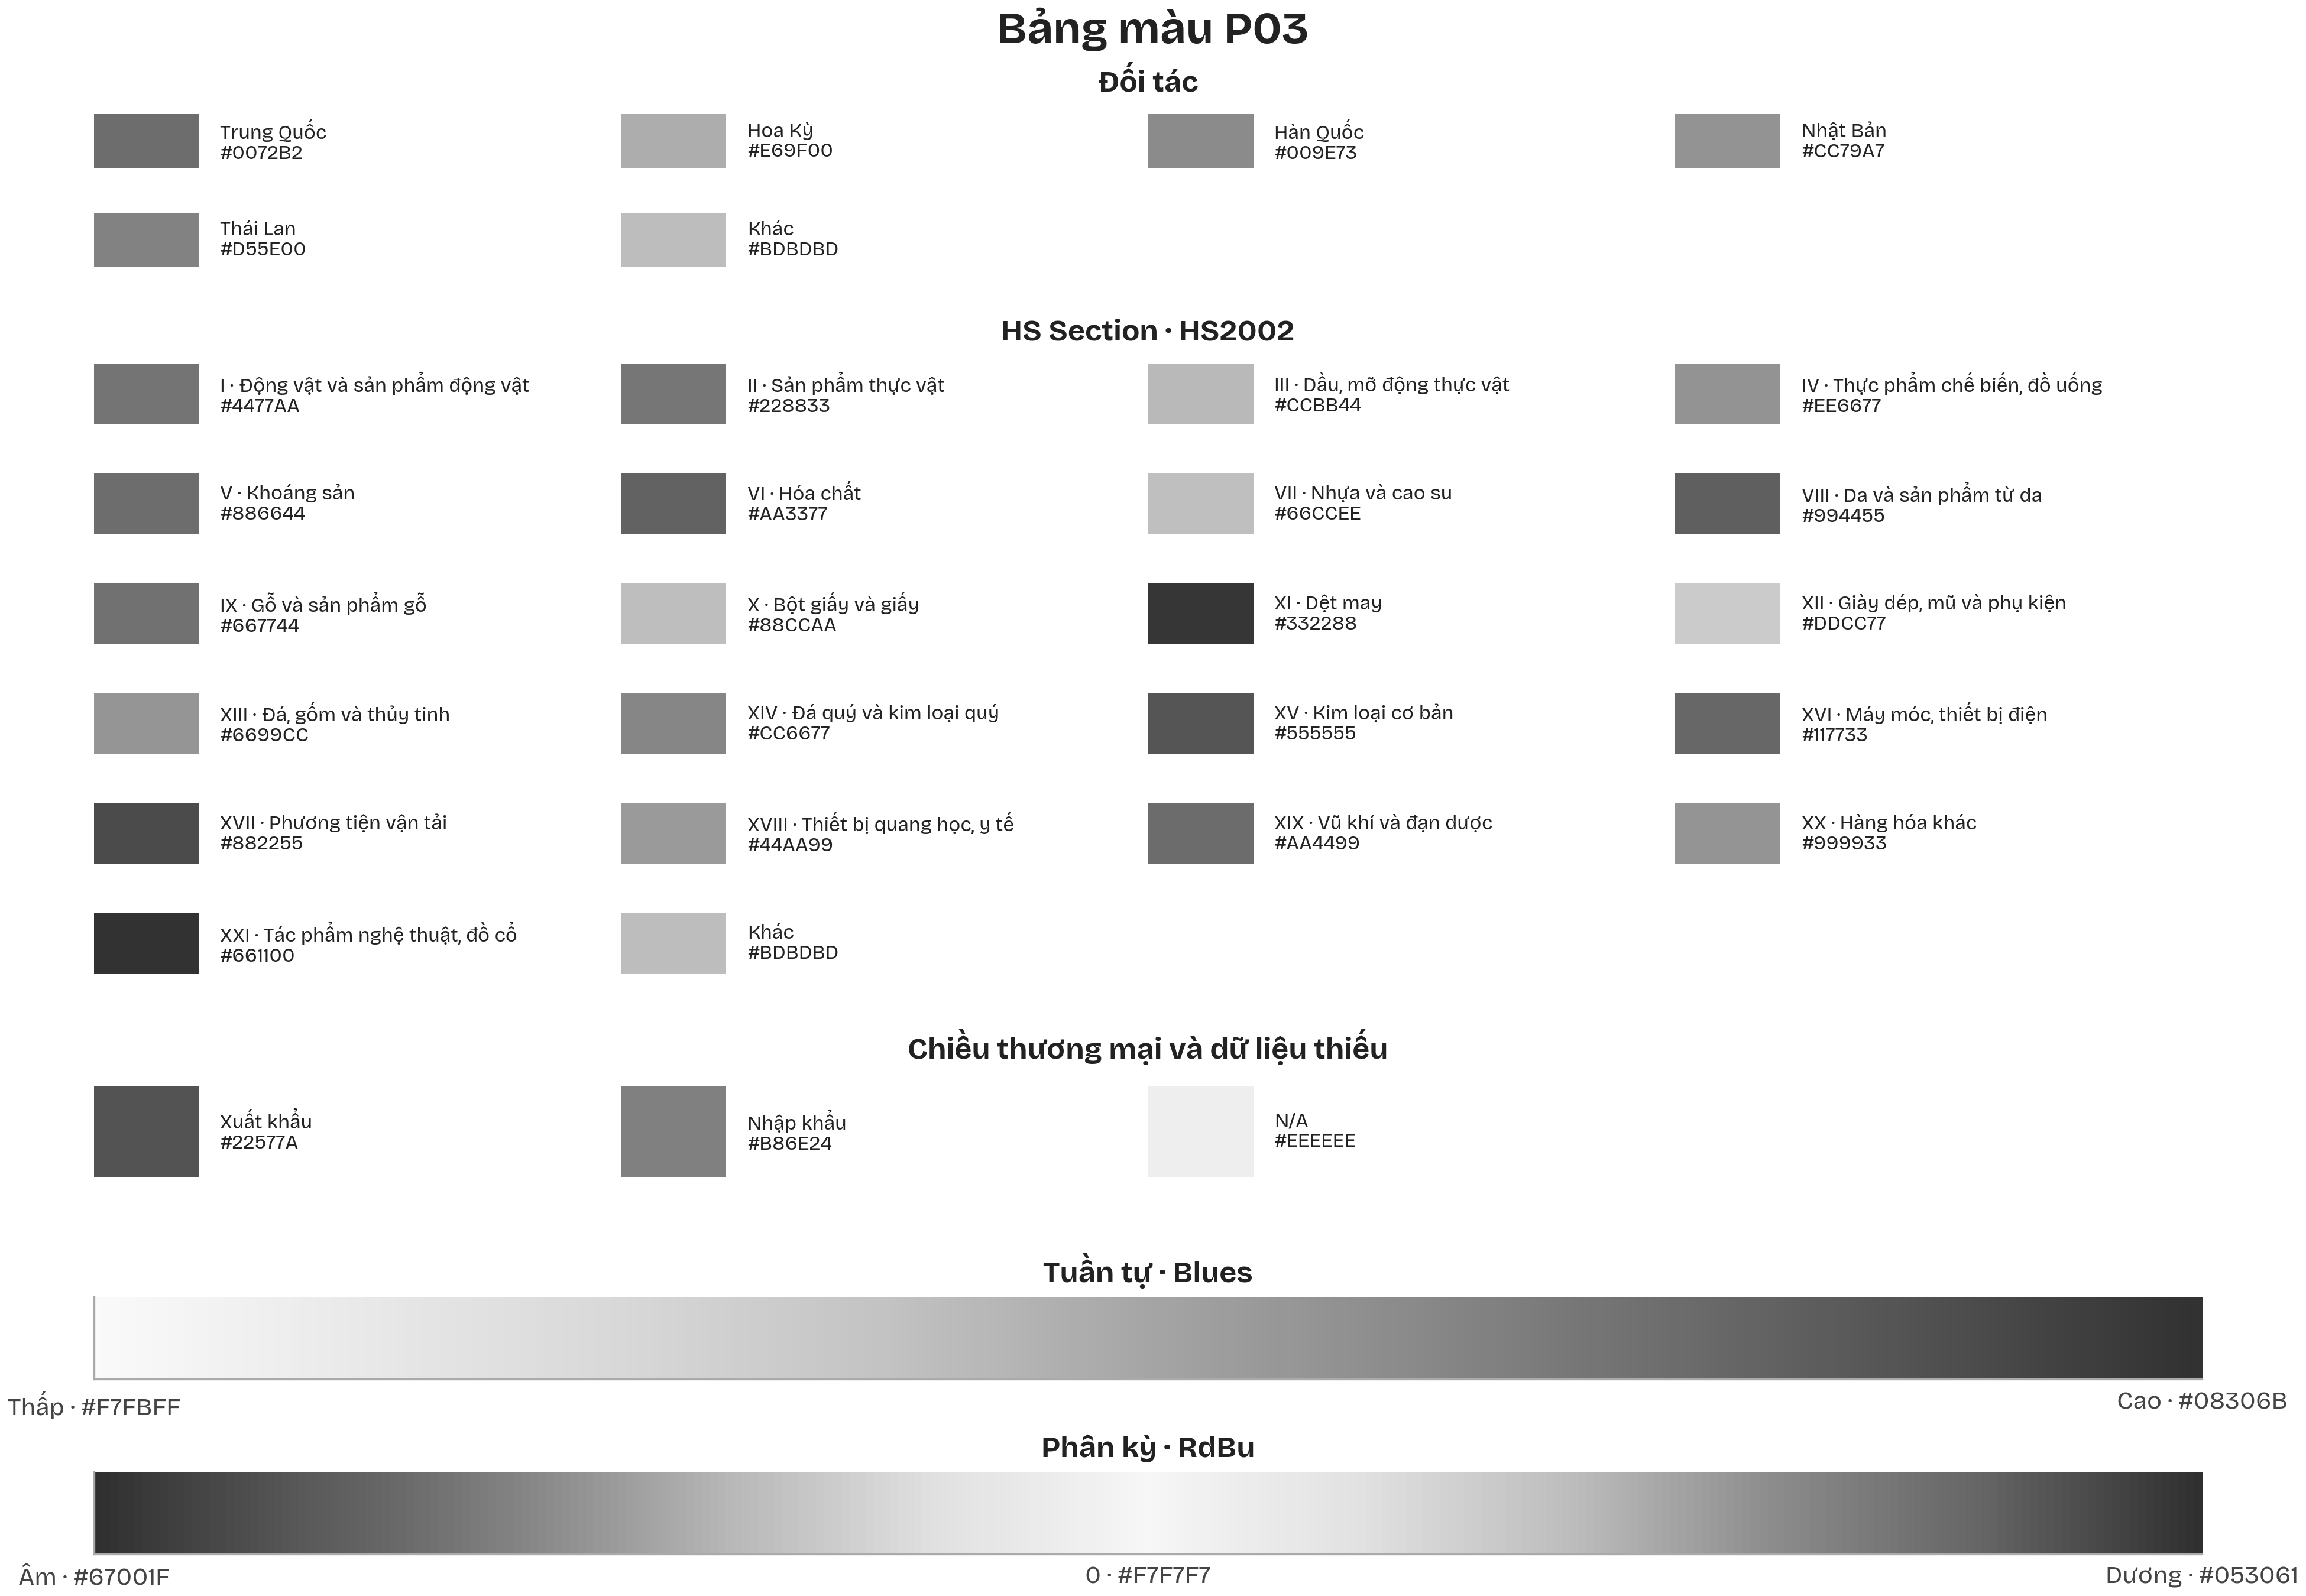 Bảng màu P03
Đối tác
Trung Quốc
#0072B2
Hoa Kỳ
#E69F00
Hàn Quốc
#009E73
Nhật Bản
#CC79A7
Thái Lan
#D55E00
Khác
#BDBDBD
HS Section · HS2002
I · Động vật và sản phẩm động vật
#4477AA
II · Sản phẩm thực vật
#228833
III · Dầu, mỡ động thực vật
#CCBB44
IV · Thực phẩm chế biến, đồ uống
#EE6677
V · Khoáng sản
#886644
VI · Hóa chất
#AA3377
VII · Nhựa và cao su
#66CCEE
VIII · Da và sản phẩm từ da
#994455
IX · Gỗ và sản phẩm gỗ
#667744
X · Bột giấy và giấy
#88CCAA
XI · Dệt may
#332288
XII · Giày dép, mũ và phụ kiện
#DDCC77
XIII · Đá, gốm và thủy tinh
#6699CC
XIV · Đá quý và kim loại quý
#CC6677
XV · Kim loại cơ bản
#555555
XVI · Máy móc, thiết bị điện
#117733
XVII · Phương tiện vận tải
#882255
XVIII · Thiết bị quang học, y tế
#44AA99
XIX · Vũ khí và đạn dược
#AA4499
XX · Hàng hóa khác
#999933
XXI · Tác phẩm nghệ thuật, đồ cổ
#661100
Khác
#BDBDBD
Chiều thương mại và dữ liệu thiếu
Xuất khẩu
#22577A
Nhập khẩu
#B86E24
N/A
#EEEEEE
Tuần tự · Blues
Thấp · #F7FBFF
Cao · #08306B
Phân kỳ · RdBu
Âm · #67001F
0 · #F7F7F7
Dương · #053061